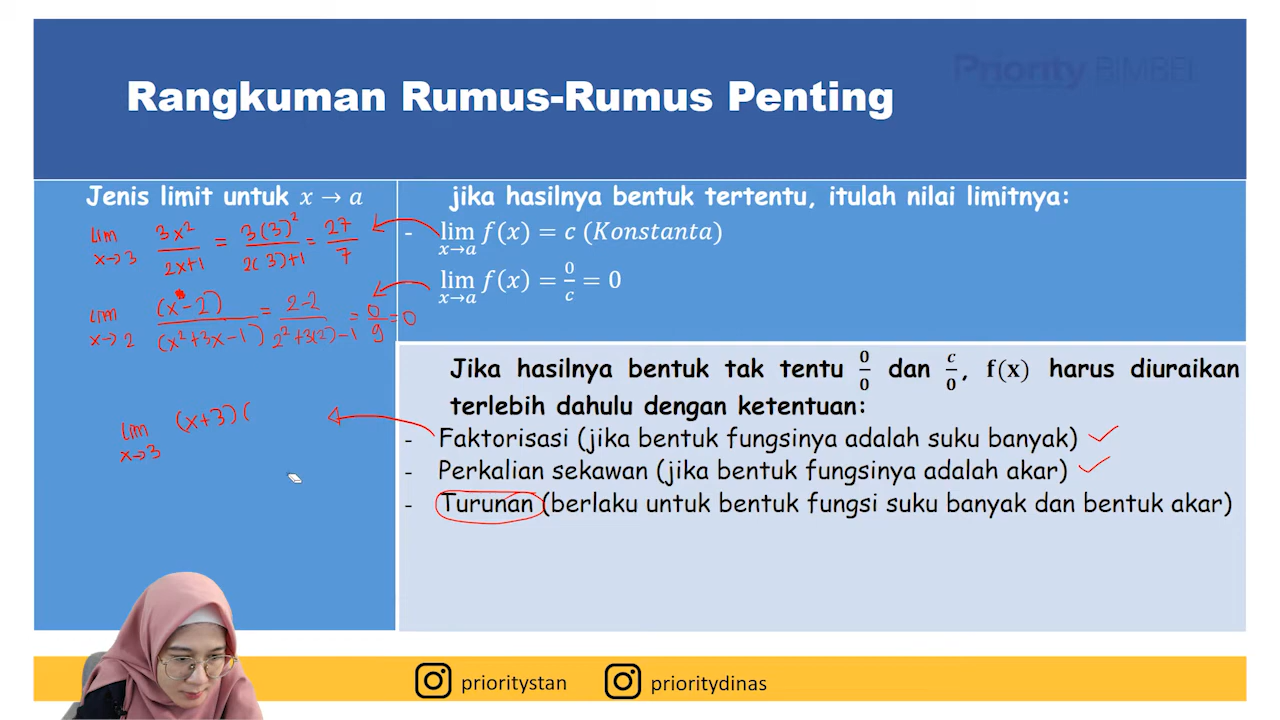 Priority BIMBEL
Rangkuman Rumus-Rumus Penting
Jenis limit untuk x → a
lim x→3 3x²/2x+1 = 3(3)²/2(3)+1 = 27/7
lim x→2 (x-2)/(x²+3x-1) = 2-2/2²+3(2)-1 = 0/9 = 0
lim x→3 (x+3)(
jika hasilnya bentuk tertentu, itulah nilai limitnya:
- lim x→a f(x) = c (Konstanta)
lim x→a f(x) = 0/c = 0
Jika hasilnya bentuk tak tentu 0/0 dan c/0, f(x) harus diuraikan
terlebih dahulu dengan ketentuan:
- Faktorisasi (jika bentuk fungsinya adalah suku banyak)
- Perkalian sekawan (jika bentuk fungsinya adalah akar)
- Turunan (berlaku untuk bentuk fungsi suku banyak dan bentuk akar)
prioritystan
prioritydinas